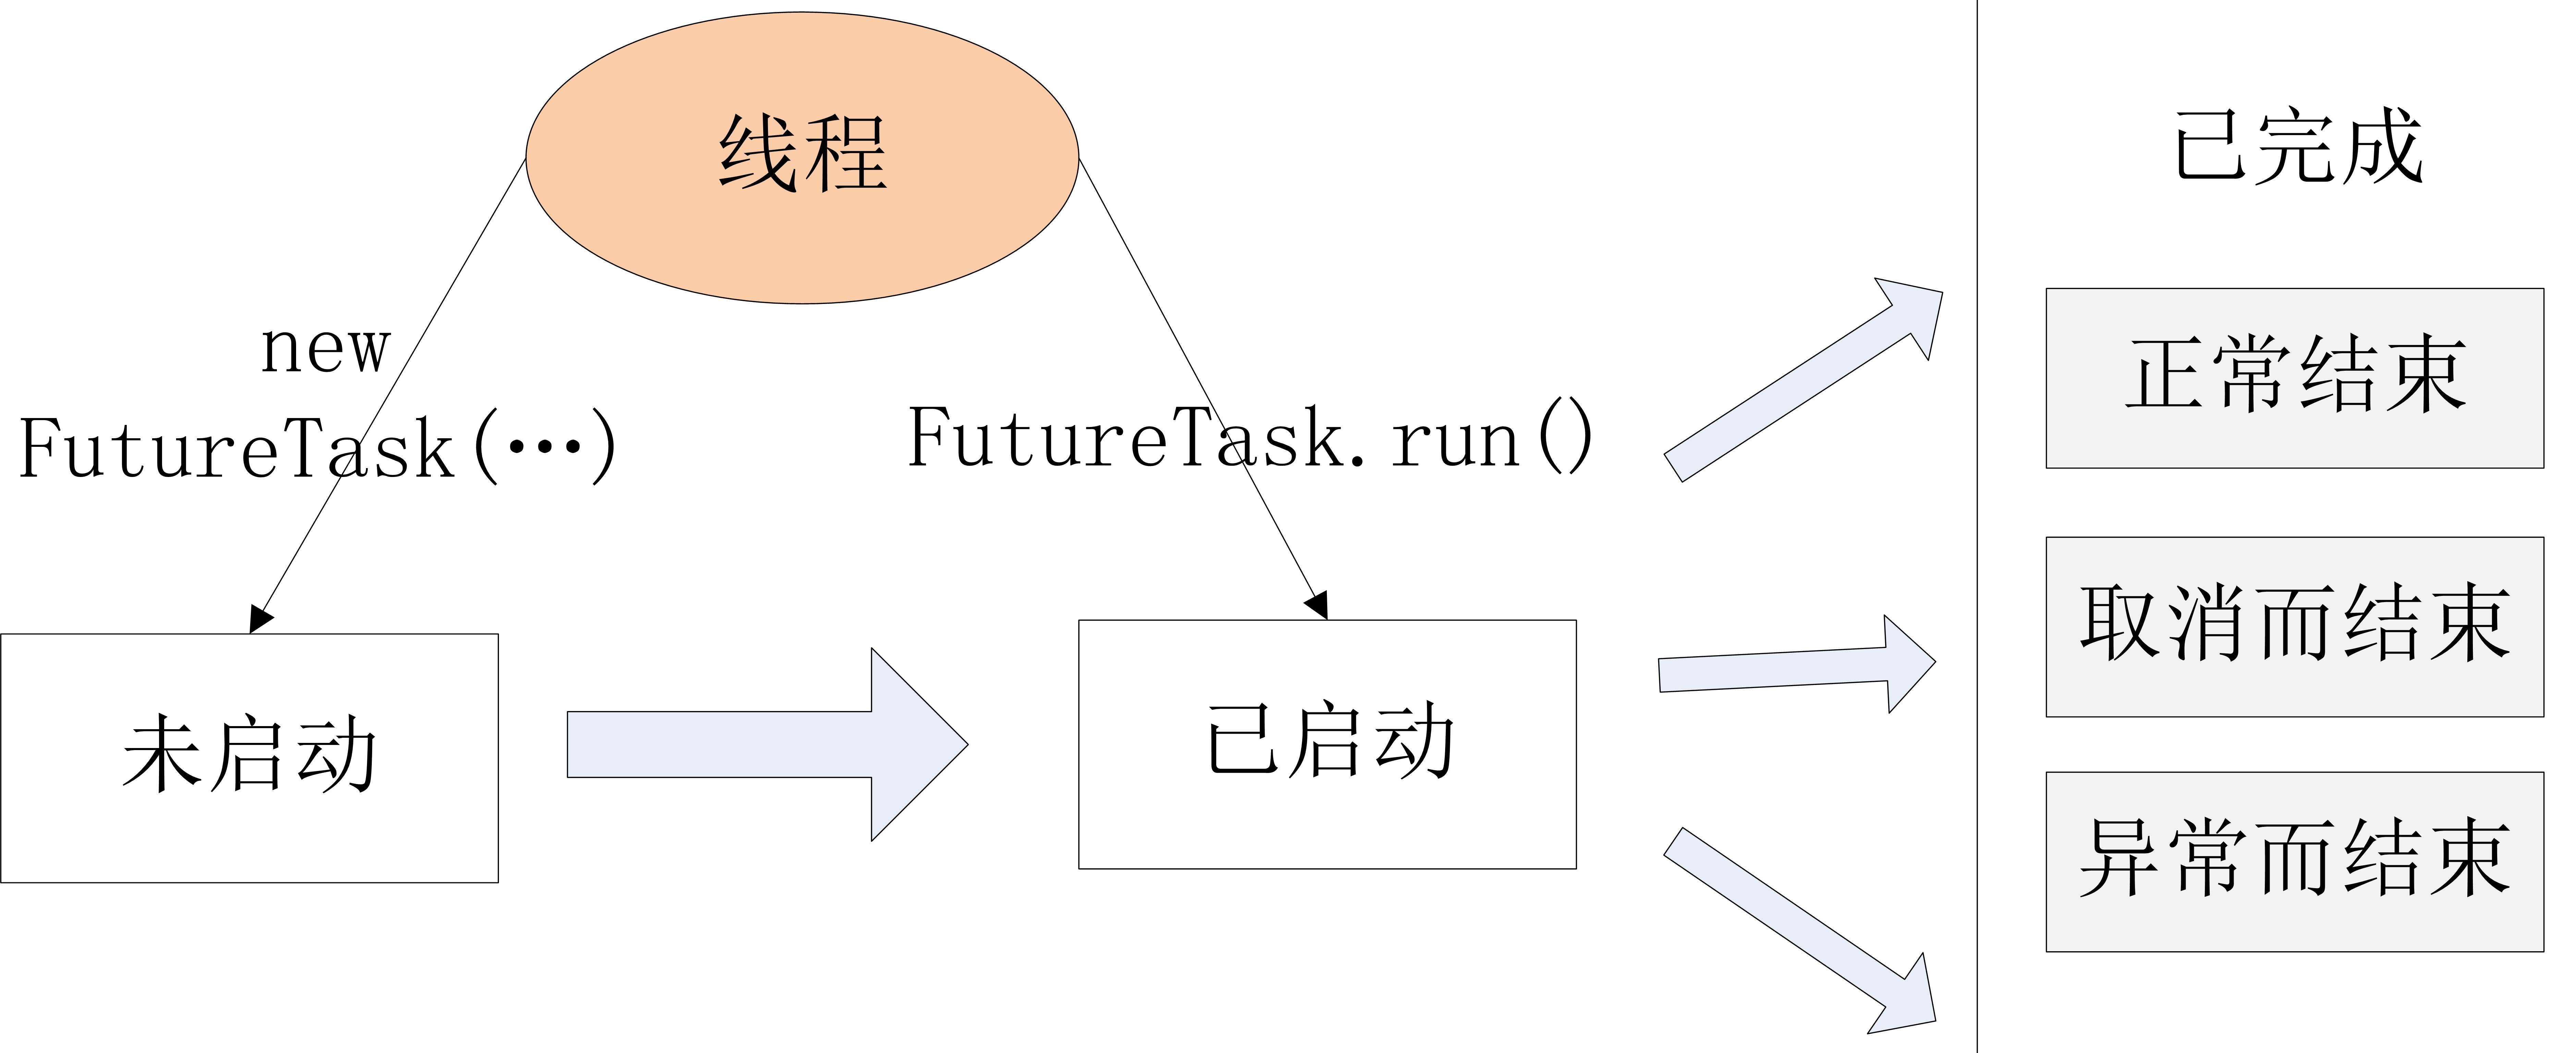 线程
已完成
new
FutureTask(…)
FutureTask.run()
正常结束
取消而结束
未启动
已启动
异常而结束